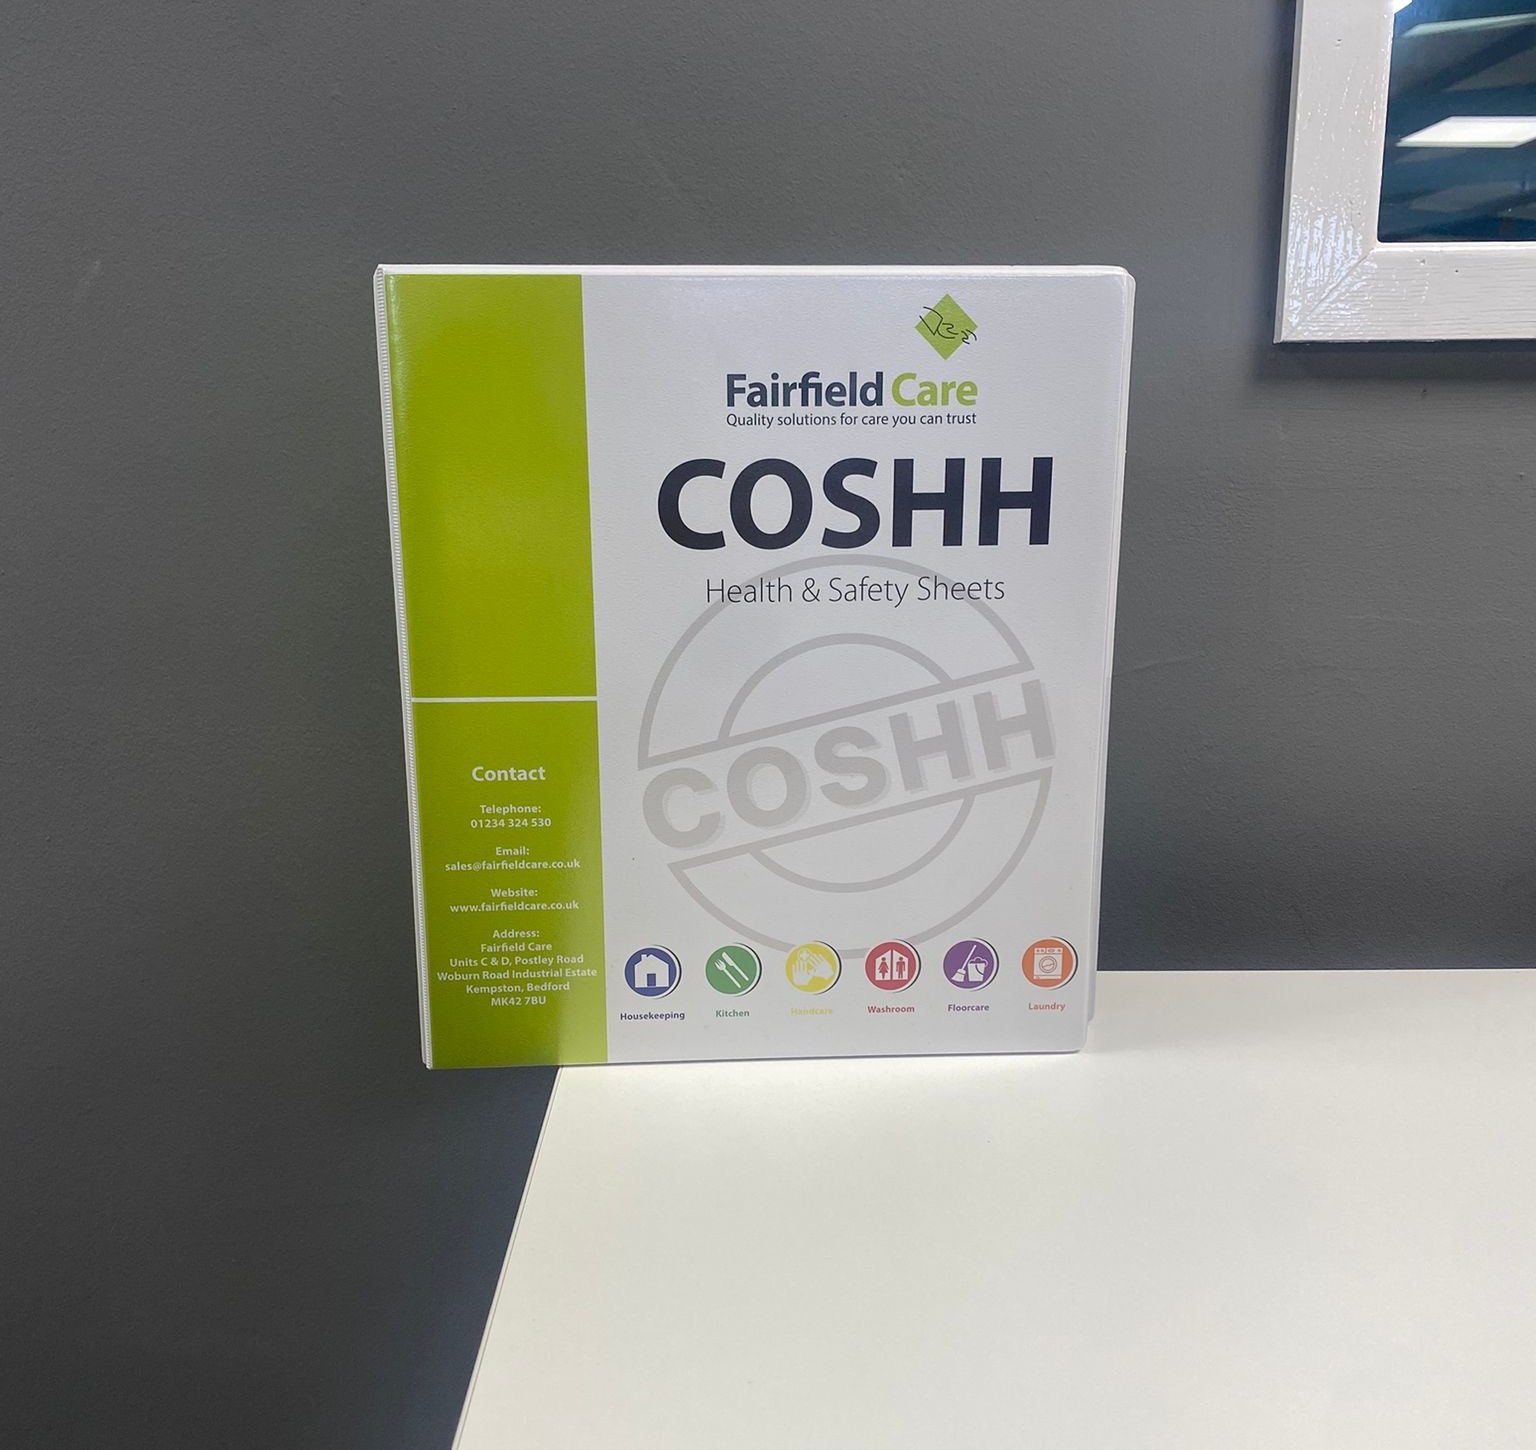 Fairfield Care
Quality solutions for care you can trust
COSHH
Health & Safety Sheets
COSHH
Contact
Telephone:
01234 324 530
Email:
sales@fairfieldcare.co.uk
Website:
www.fairfieldcare.co.uk
Address:
Fairfield Care
Units C & D, Postley Road
Woburn Road Industrial Estate
Kempston, Bedford
MK42 7BU
Housekeeping
Kitchen
Handcare
Washroom
Floorcare
Laundry